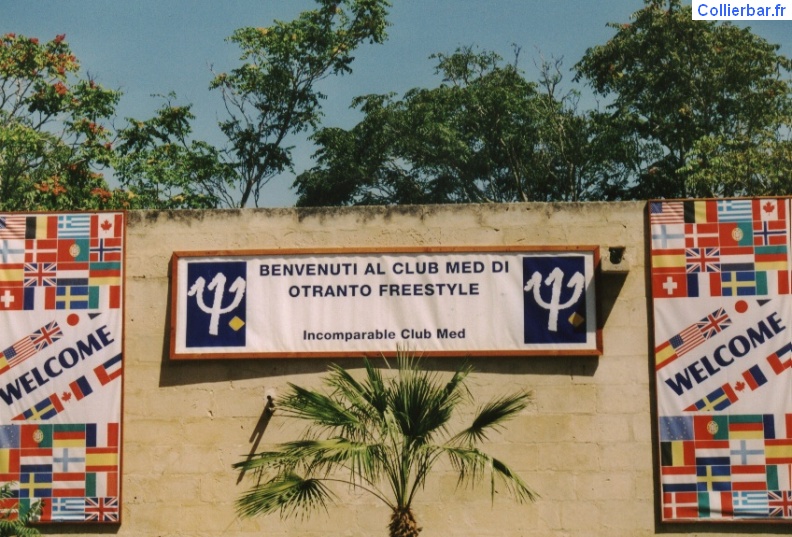 Collierbar.fr
BENVENUTI AL CLUB MED DI
OTRANTO FREESTYLE
Incomparable Club Med
WELCOME
WELCOME